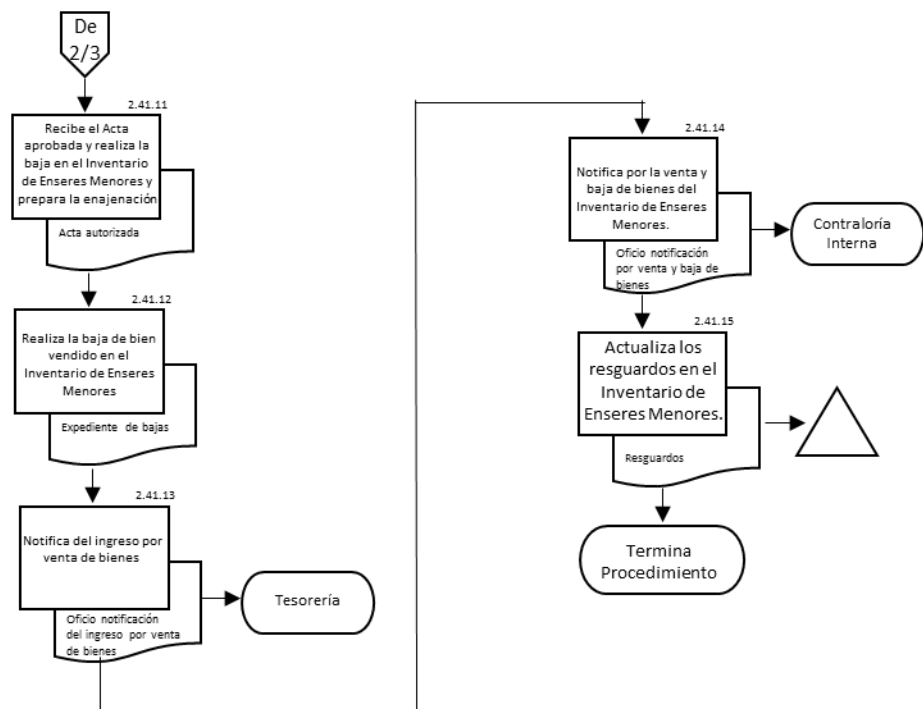 De
2/3
2.41.11
Recibe el Acta
aprobada y realiza la
baja en el Inventario
de Enseres Menores y
prepara la enajenación
Acta autorizada
2.41.12
Realiza la baja de bien
vendido en el
Inventario de Enseres
Menores
Expediente de bajas
2.41.13
Notifica del ingreso por
venta de bienes
Oficio notificación
del ingreso por venta
de bienes
Tesorería
2.41.14
Notifica por la venta y
baja de bienes del
Inventario de Enseres
Menores.
Oficio notificación
por venta y baja de
bienes
Contraloría
Interna
2.41.15
Actualiza los
resguardos en el
Inventario de
Enseres Menores.
Resguardos
Termina
Procedimiento